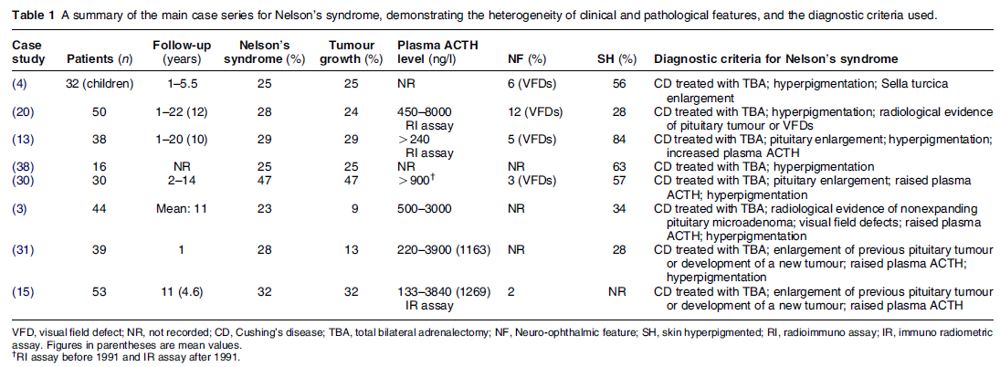 Table 1 A summary of the main case series for Nelson's syndrome, demonstrating the heterogeneity of clinical and pathological features, and the diagnostic criteria used.
Case study Patients (n) Follow-up (years) Nelson's syndrome (%) Tumour growth (%) Plasma ACTH level (ng/l) NF (%) SH (%) Diagnostic criteria for Nelson's syndrome
(4) 32 (children) 1–5.5 25 25 NR 6 (VFDs) 56 CD treated with TBA; hyperpigmentation; Sella turcica
enlargement
(20) 50 1–22 (12) 28 24 450–8000 12 (VFDs) 28 CD treated with TBA; hyperpigmentation; radiological evidence
RI assay of pituitary tumour or VFDs
(13) 38 1–20 (10) 29 29 >240 5 (VFDs) 84 CD treated with TBA; pituitary enlargement; hyperpigmentation;
RI assay increased plasma ACTH
(38) 16 NR 25 25 NR NR 63 CD treated with TBA; hyperpigmentation
(30) 30 2–14 47 47 >900† 3 (VFDs) 57 CD treated with TBA; pituitary enlargement; raised plasma
ACTH; hyperpigmentation
(3) 44 Mean: 11 23 9 500–3000 NR 34 CD treated with TBA; radiological evidence of nonexpanding
pituitary microadenoma; visual field defects; raised plasma
ACTH; hyperpigmentation
(31) 39 1 28 13 220–3900 (1163) NR 28 CD treated with TBA; enlargement of previous pituitary tumour
or development of a new tumour; raised plasma ACTH;
hyperpigmentation
(15) 53 11 (4.6) 32 32 133–3840 (1269) 2 NR CD treated with TBA; enlargement of previous pituitary tumour
IR assay or development of a new tumour; raised plasma ACTH
VFD, visual field defect; NR, not recorded; CD, Cushing's disease; TBA, total bilateral adrenalectomy; NF, Neuro-ophthalmic feature; SH, skin hyperpigmented; RI, radioimmuno assay; IR, immuno radiometric
assay. Figures in parentheses are mean values.
†RI assay before 1991 and IR assay after 1991.